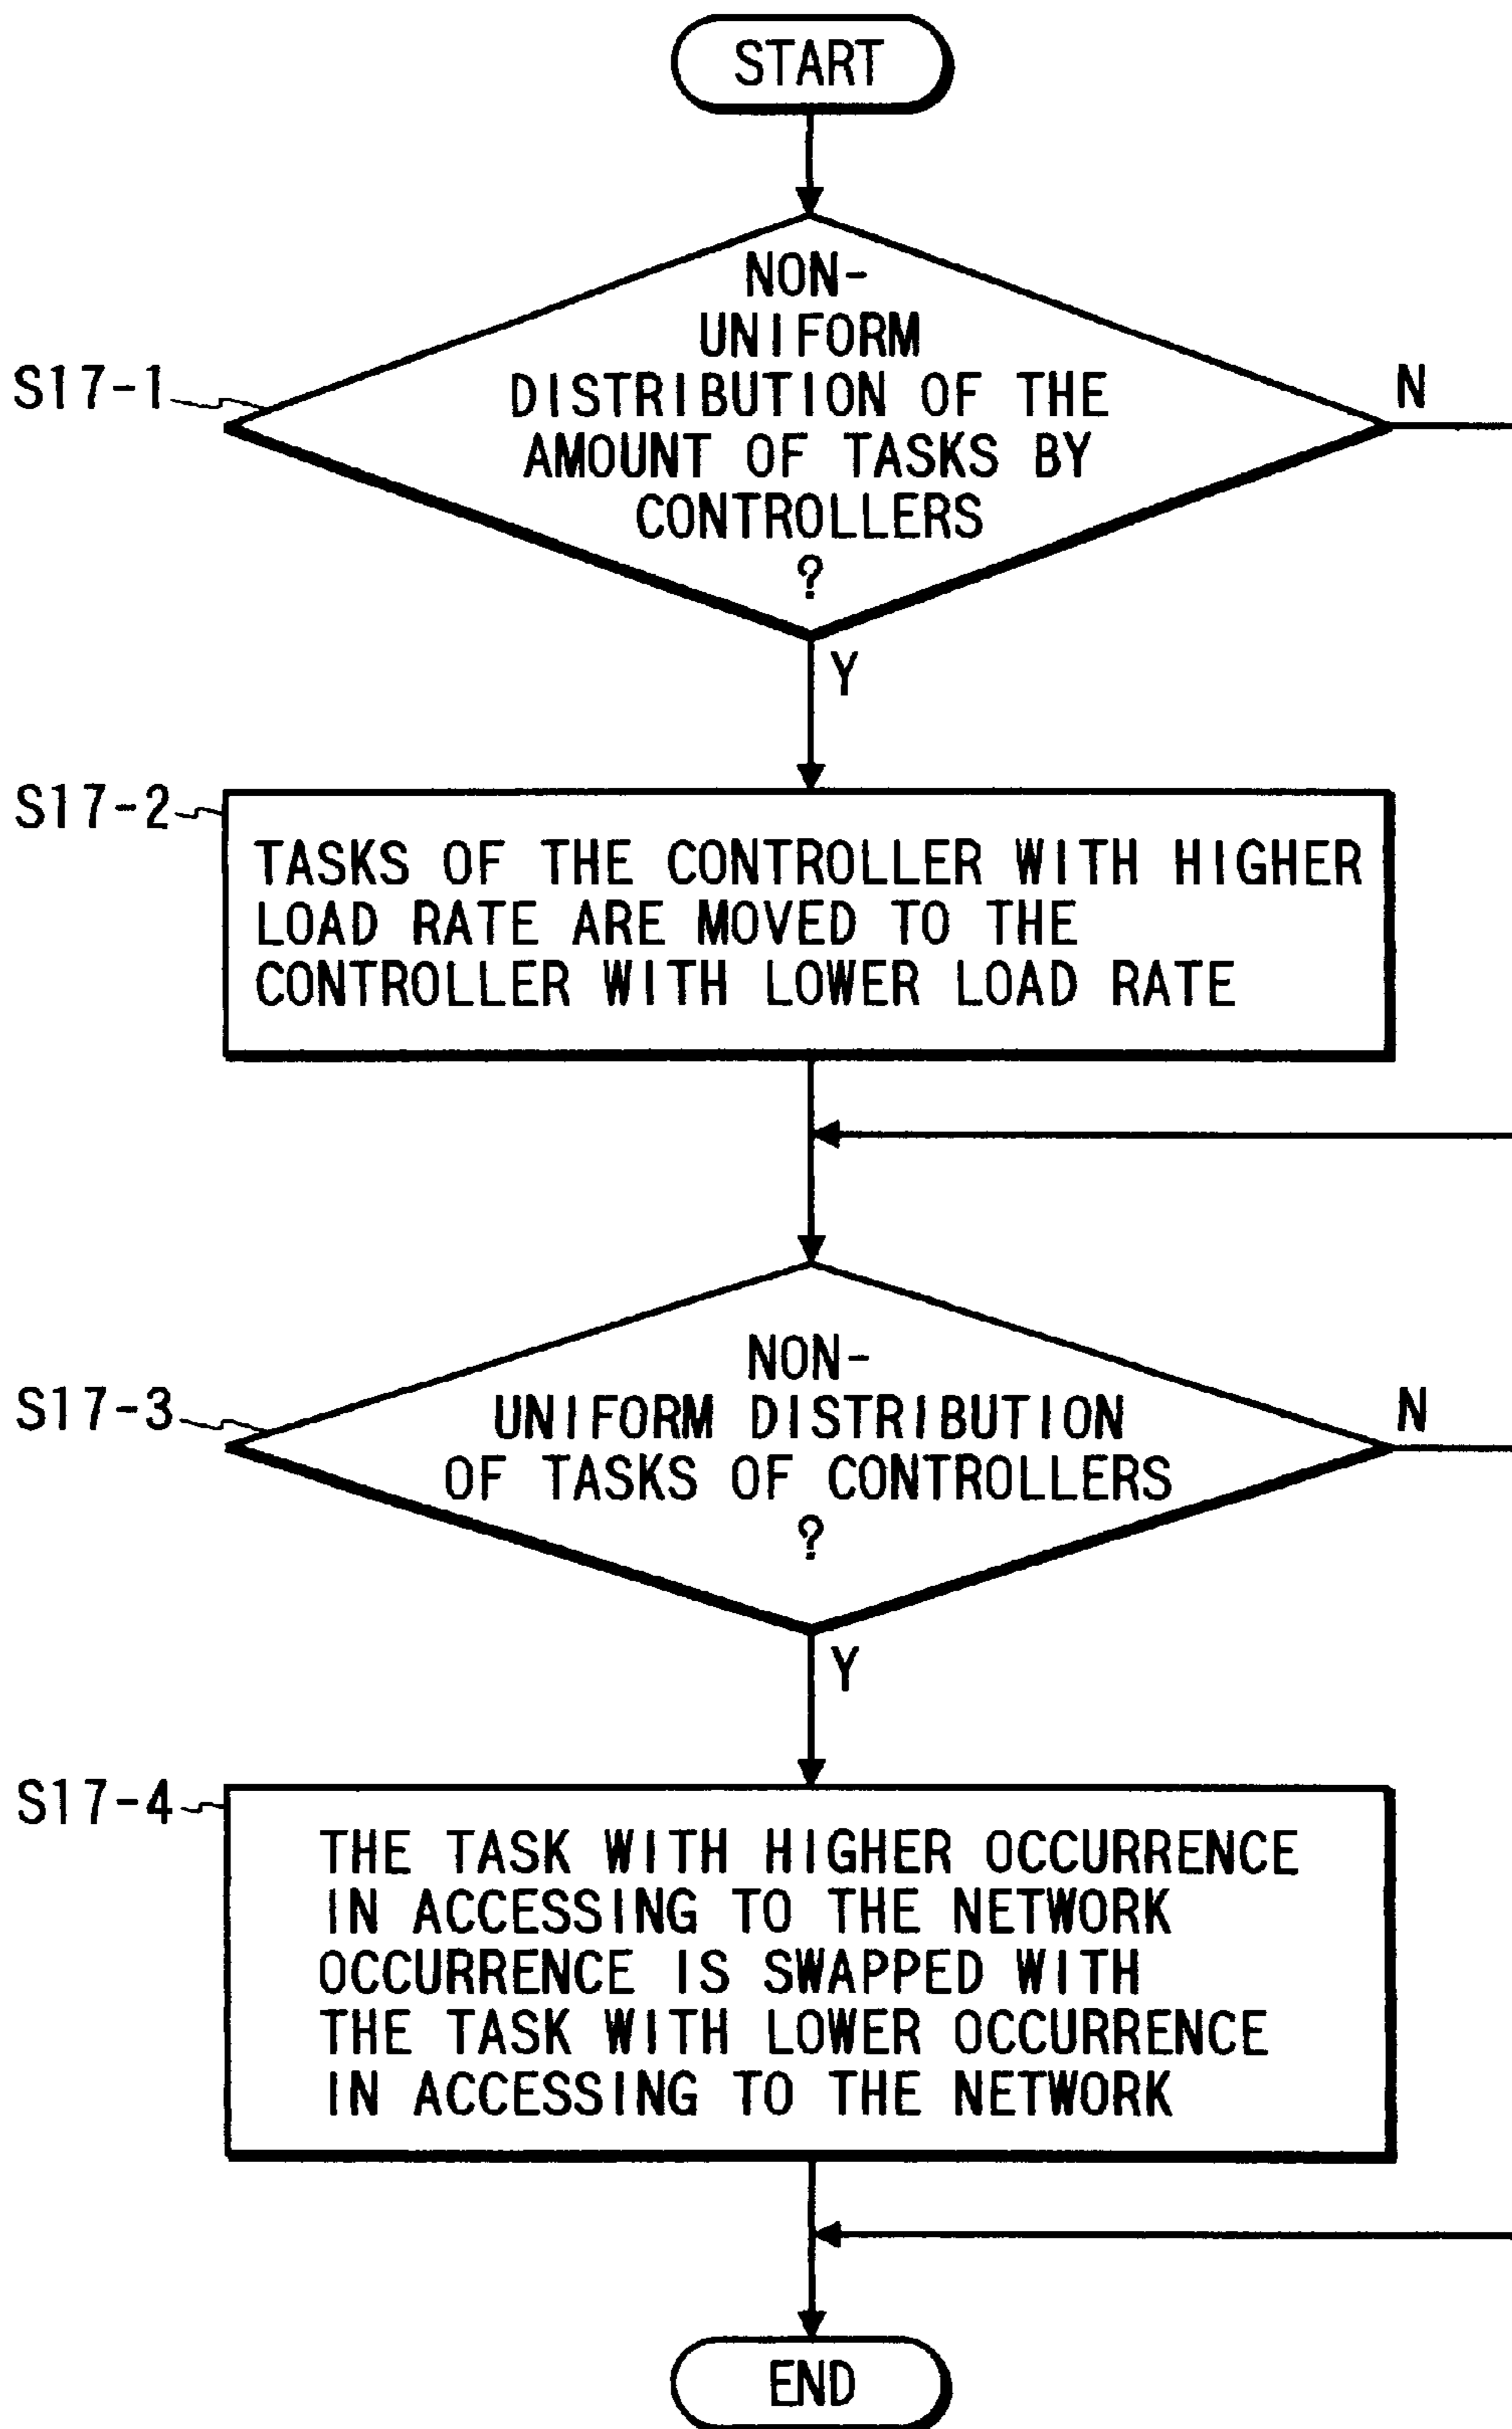 START
NON-
UNIFORM
DISTRIBUTION OF THE
AMOUNT OF TASKS BY
CONTROLLERS
?
S17-1
N
Y
S17-2
TASKS OF THE CONTROLLER WITH HIGHER
LOAD RATE ARE MOVED TO THE
CONTROLLER WITH LOWER LOAD RATE
NON-
UNIFORM DISTRIBUTION
OF TASKS OF CONTROLLERS
?
S17-3
N
Y
S17-4
THE TASK WITH HIGHER OCCURRENCE
IN ACCESSING TO THE NETWORK
OCCURRENCE IS SWAPPED WITH
THE TASK WITH LOWER OCCURRENCE
IN ACCESSING TO THE NETWORK
END